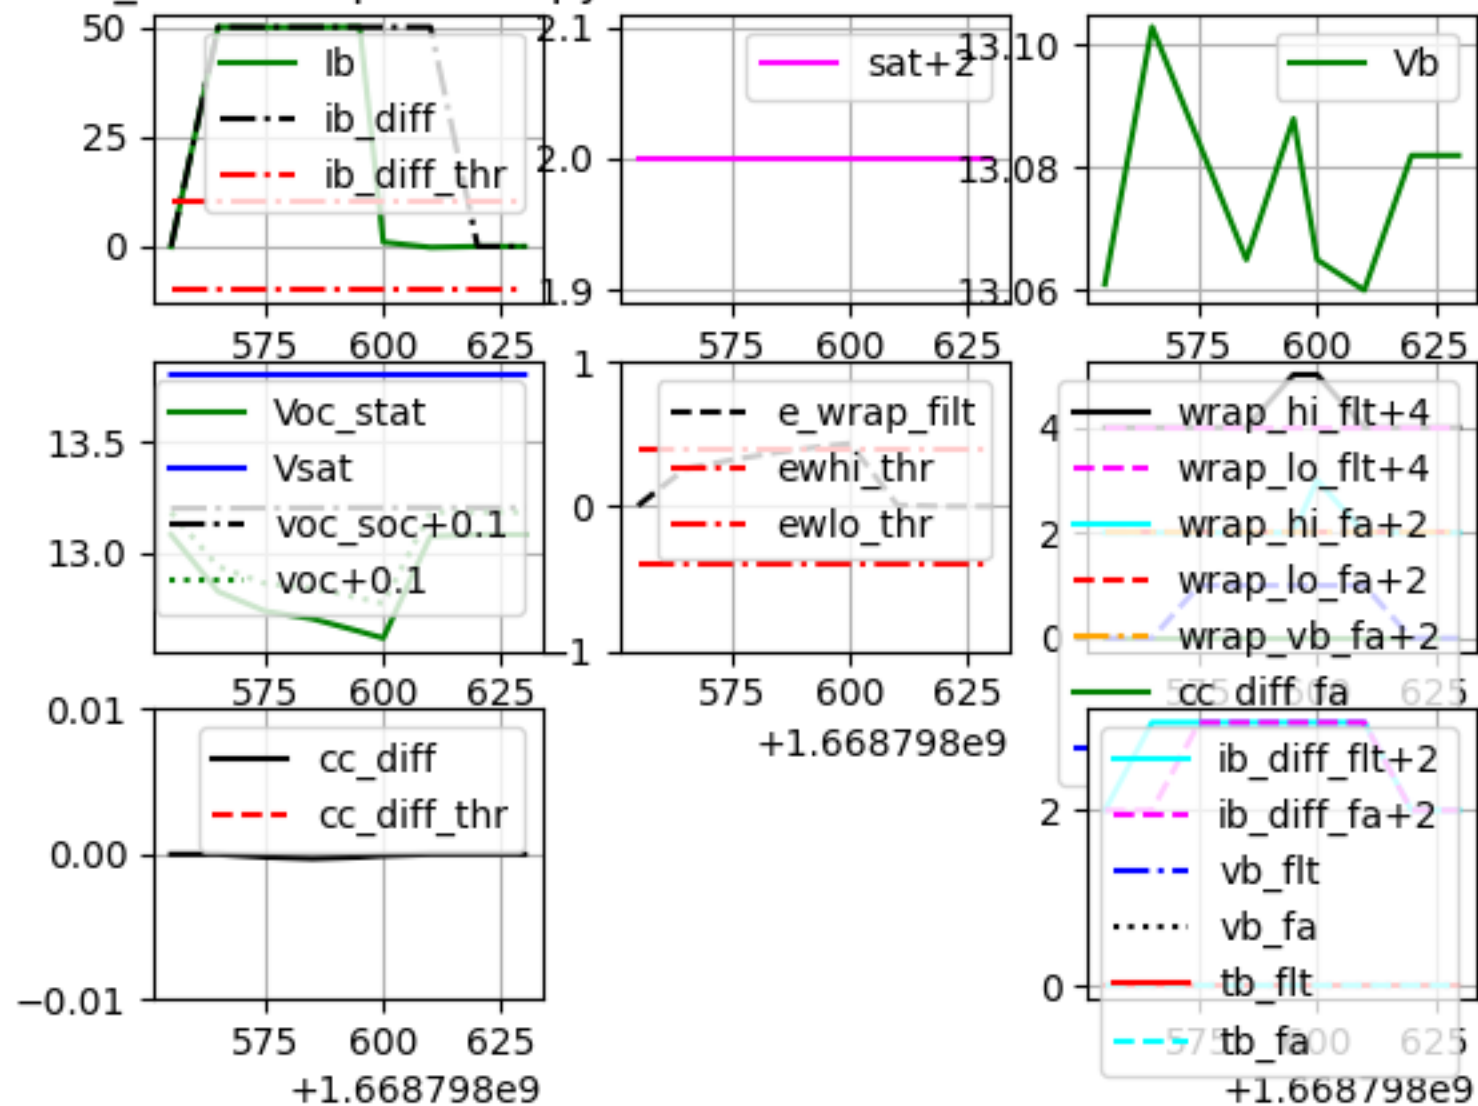 50
25
0
Ib
ib_diff
ib_diff_thr
575 600 625
2.1
2.0
1.9
sat+2
575 600 625
13.10
13.08
13.06
Vb
575 600 625
13.5
13.0
Voc_stat
Vsat
voc_soc+0.1
voc+0.1
575 600 625
1
0
−1
e_wrap_filt
ewhi_thr
ewlo_thr
575 600 625
+1.668798e9
4
2
0
wrap_hi_flt+4
wrap_lo_flt+4
wrap_hi_fa+2
wrap_lo_fa+2
wrap_vb_fa+2
cc_diff_fa
575 600 625
0.01
0.00
−0.01
cc_diff
cc_diff_thr
575 600 625
+1.668798e9
2
0
ib_diff_flt+2
ib_diff_fa+2
vb_flt
vb_fa
tb_flt
tb_fa
575 600 625
+1.668798e9